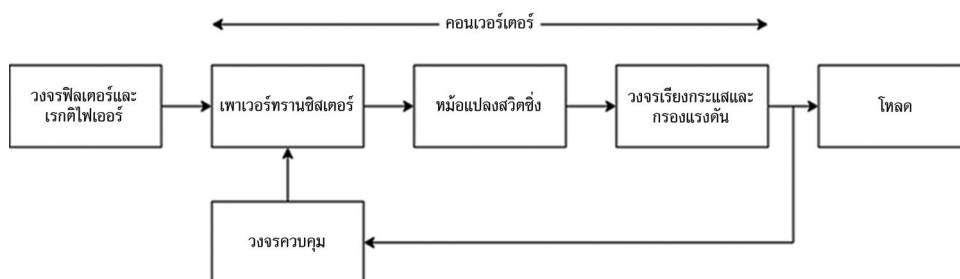 คอนเวอร์เตอร์
วงจรฟิลเตอร์และ
เรกติไฟเออร์
เพาเวอร์ทรานซิสเตอร์
หม้อแปลงสวิตชิ่ง
วงจรเรียงกระแสและ
กรองแรงดัน
โหลด
วงจรควบคุม